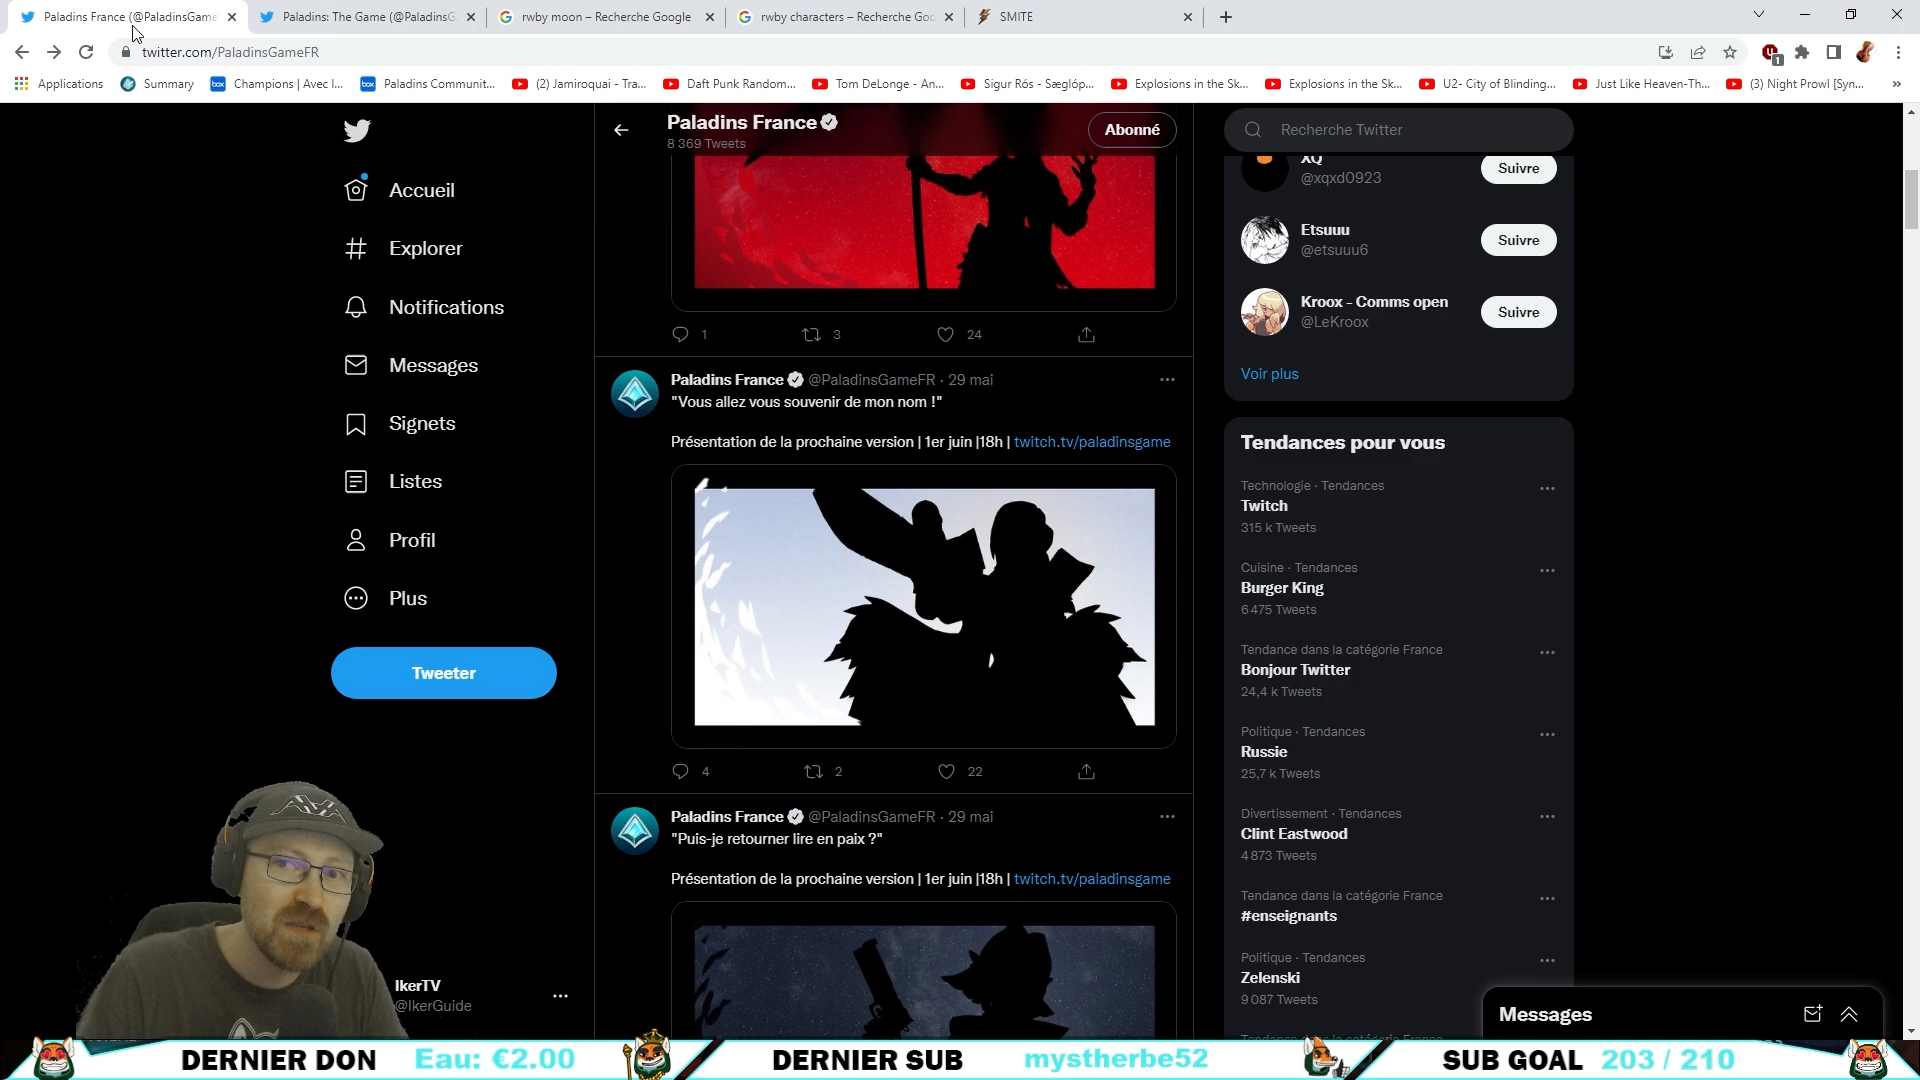 Paladins France (@PaladinsGame
Paladins: The Game (@PaladinsG
rwby moon – Recherche Google
rwby characters – Recherche Goo
SMITE
twitter.com/PaladinsGameFR
1
Applications
Summary
Champions | Avec l'...
Paladins Communit...
(2) Jamiroquai - Tra...
Daft Punk Random...
Tom DeLonge - An...
Sigur Rós - Sæglóp...
Explosions in the Sk...
Explosions in the Sk...
U2- City of Blinding...
Just Like Heaven-Th...
(3) Night Prowl [Syn...
Accueil
Explorer
Notifications
Messages
Signets
Listes
Profil
Plus
Tweeter
IkerTV
@IkerGuide
Paladins France
8 369 Tweets
Abonné
1
3
24
Paladins France @PaladinsGameFR · 29 mai
"Vous allez vous souvenir de mon nom !"
Présentation de la prochaine version | 1er juin |18h | twitch.tv/paladinsgame
4
2
22
Paladins France @PaladinsGameFR · 29 mai
"Puis-je retourner lire en paix ?"
Présentation de la prochaine version | 1er juin |18h | twitch.tv/paladinsgame
Recherche Twitter
XQ
@xqxd0923
Suivre
Etsuuu
@etsuuu6
Suivre
Kroox - Comms open
@LeKroox
Suivre
Voir plus
Tendances pour vous
Technologie · Tendances
Twitch
315 k Tweets
Cuisine · Tendances
Burger King
6 475 Tweets
Tendance dans la catégorie France
Bonjour Twitter
24,4 k Tweets
Politique · Tendances
Russie
25,7 k Tweets
Divertissement · Tendances
Clint Eastwood
4 873 Tweets
Tendance dans la catégorie France
#enseignants
Politique · Tendances
Zelenski
9 087 Tweets
Messages
DERNIER DON
Eau: €2.00
DERNIER SUB
mystherbe52
SUB GOAL
203 / 210